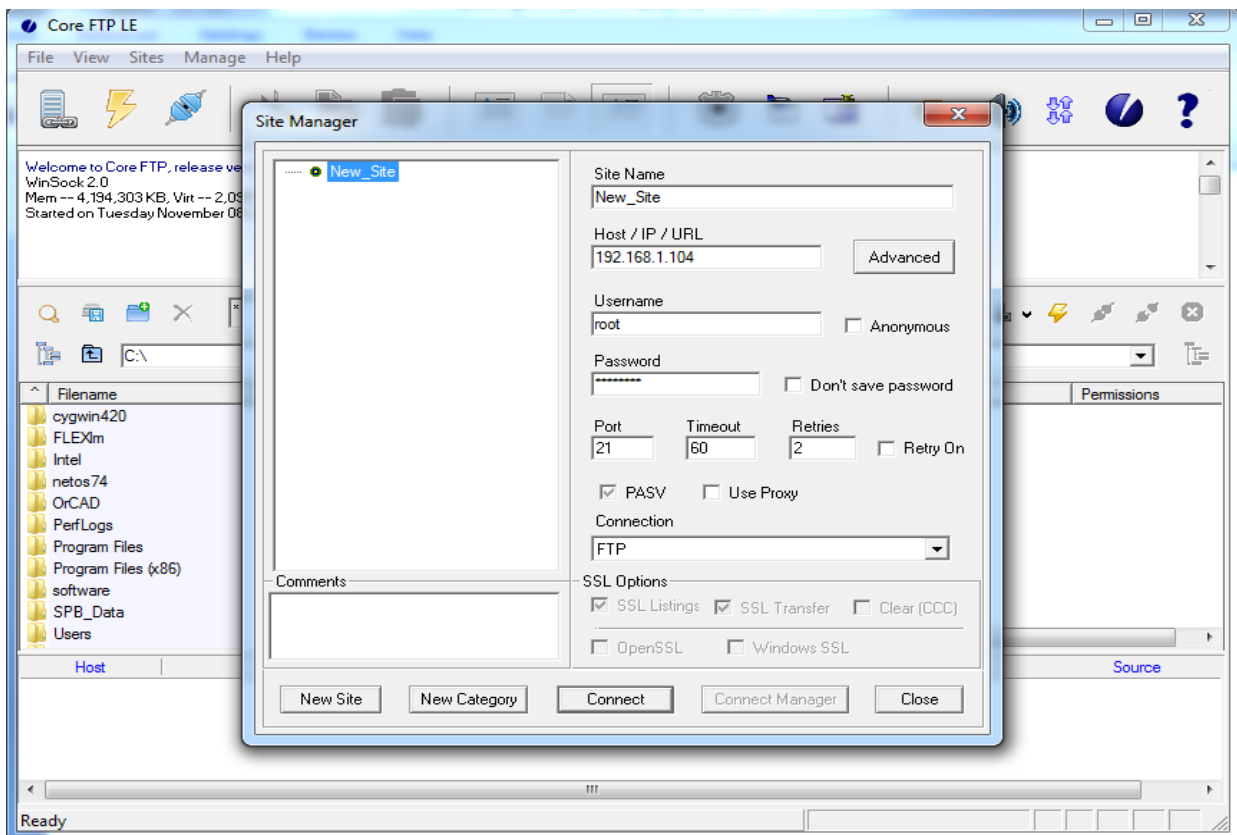 Core FTP LE
File View Sites Manage Help
Site Manager
Welcome to Core FTP, release
WinSock 2.0
Mem -- 4,194,303 KB, Virt --
Started on Tuesday November
New_Site
Site Name
New_Site
Host / IP / URL
192.168.1.104
Advanced
Username
root
Anonymous
Password
********
Don't save password
Port Timeout Retries
21 60 2 Retry On
PASV Use Proxy
Connection
FTP
C:\
^ Filename
Permissions
cygwin420
FLEXlm
Intel
netos74
OrCAD
PerfLogs
Program Files
Program Files (x86)
software
SPB_Data
Users
Comments
SSL Options
SSL Listings SSL Transfer Clear (CCC)
OpenSSL Windows SSL
New Site New Category Connect Connect Manager Close
Host
Source
Ready